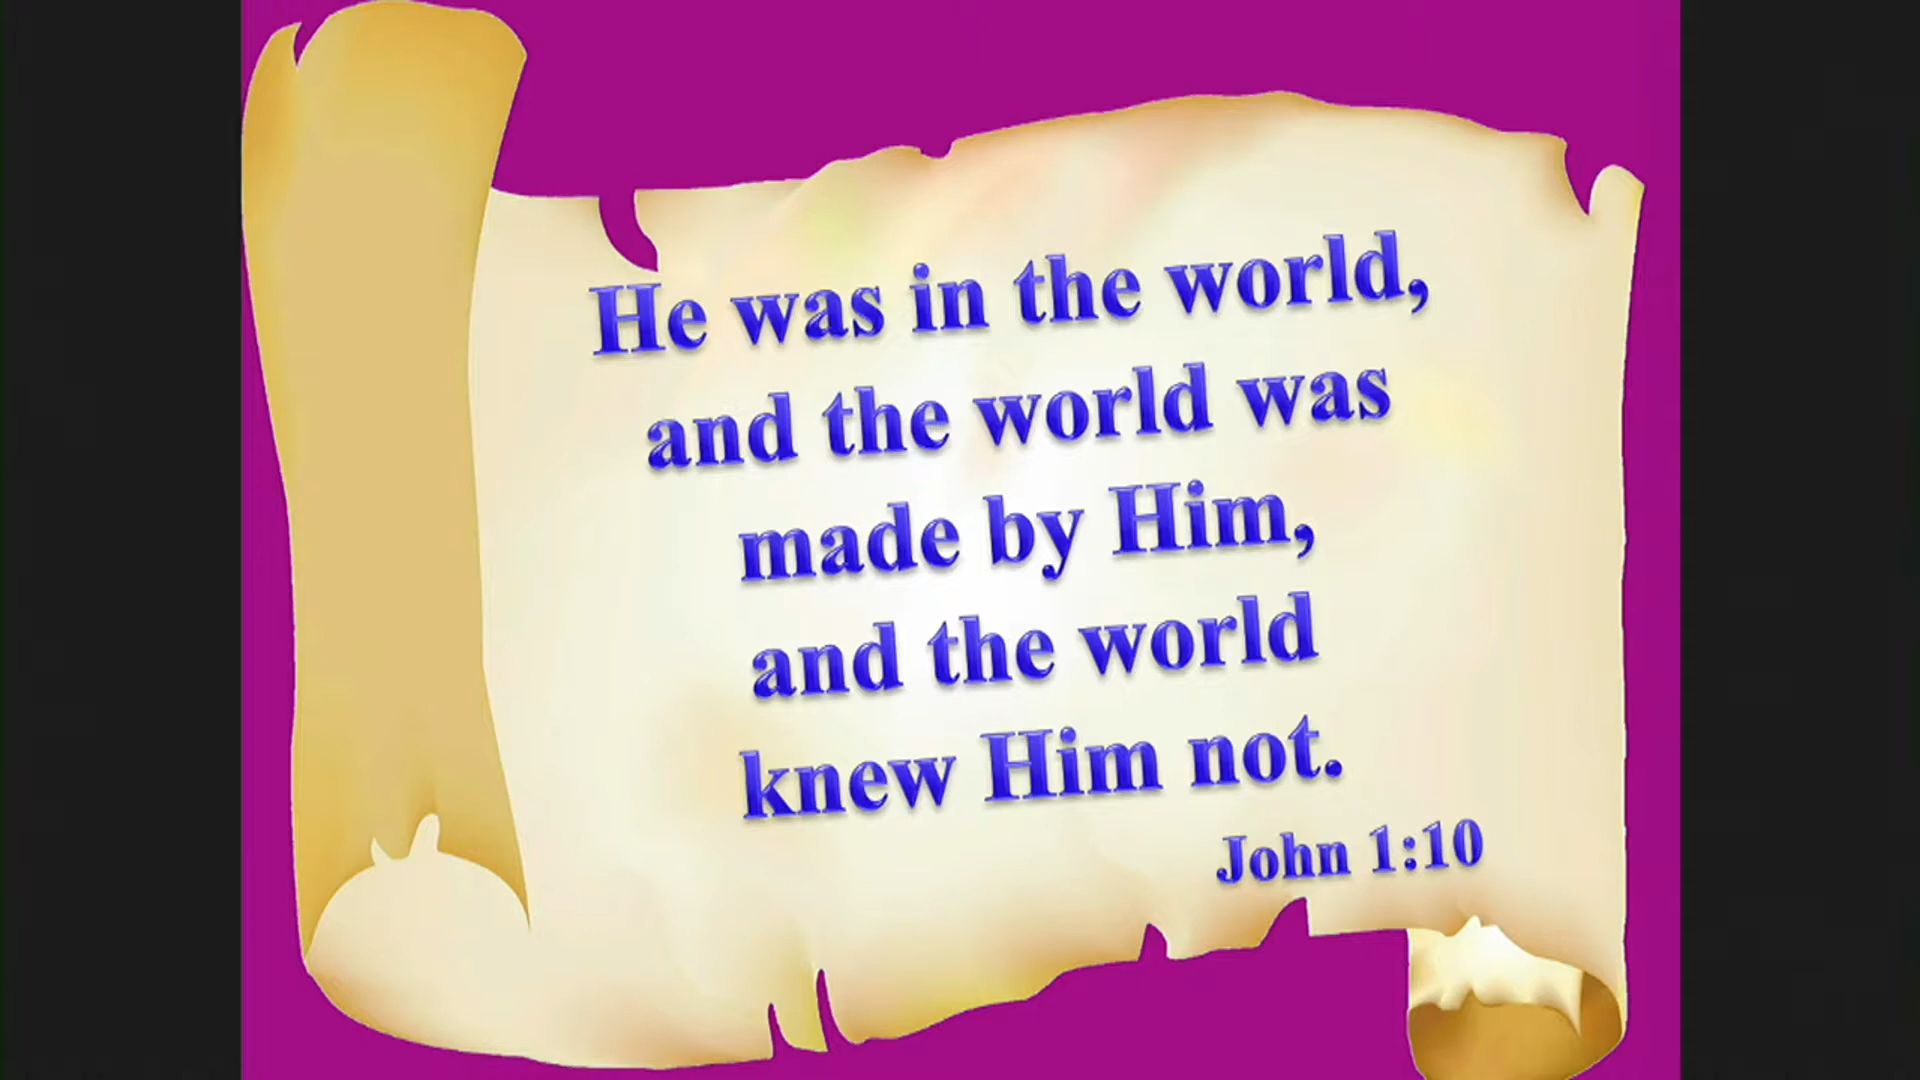 He was in the world,
and the world was
made by Him,
and the world
knew Him not.
John 1:10